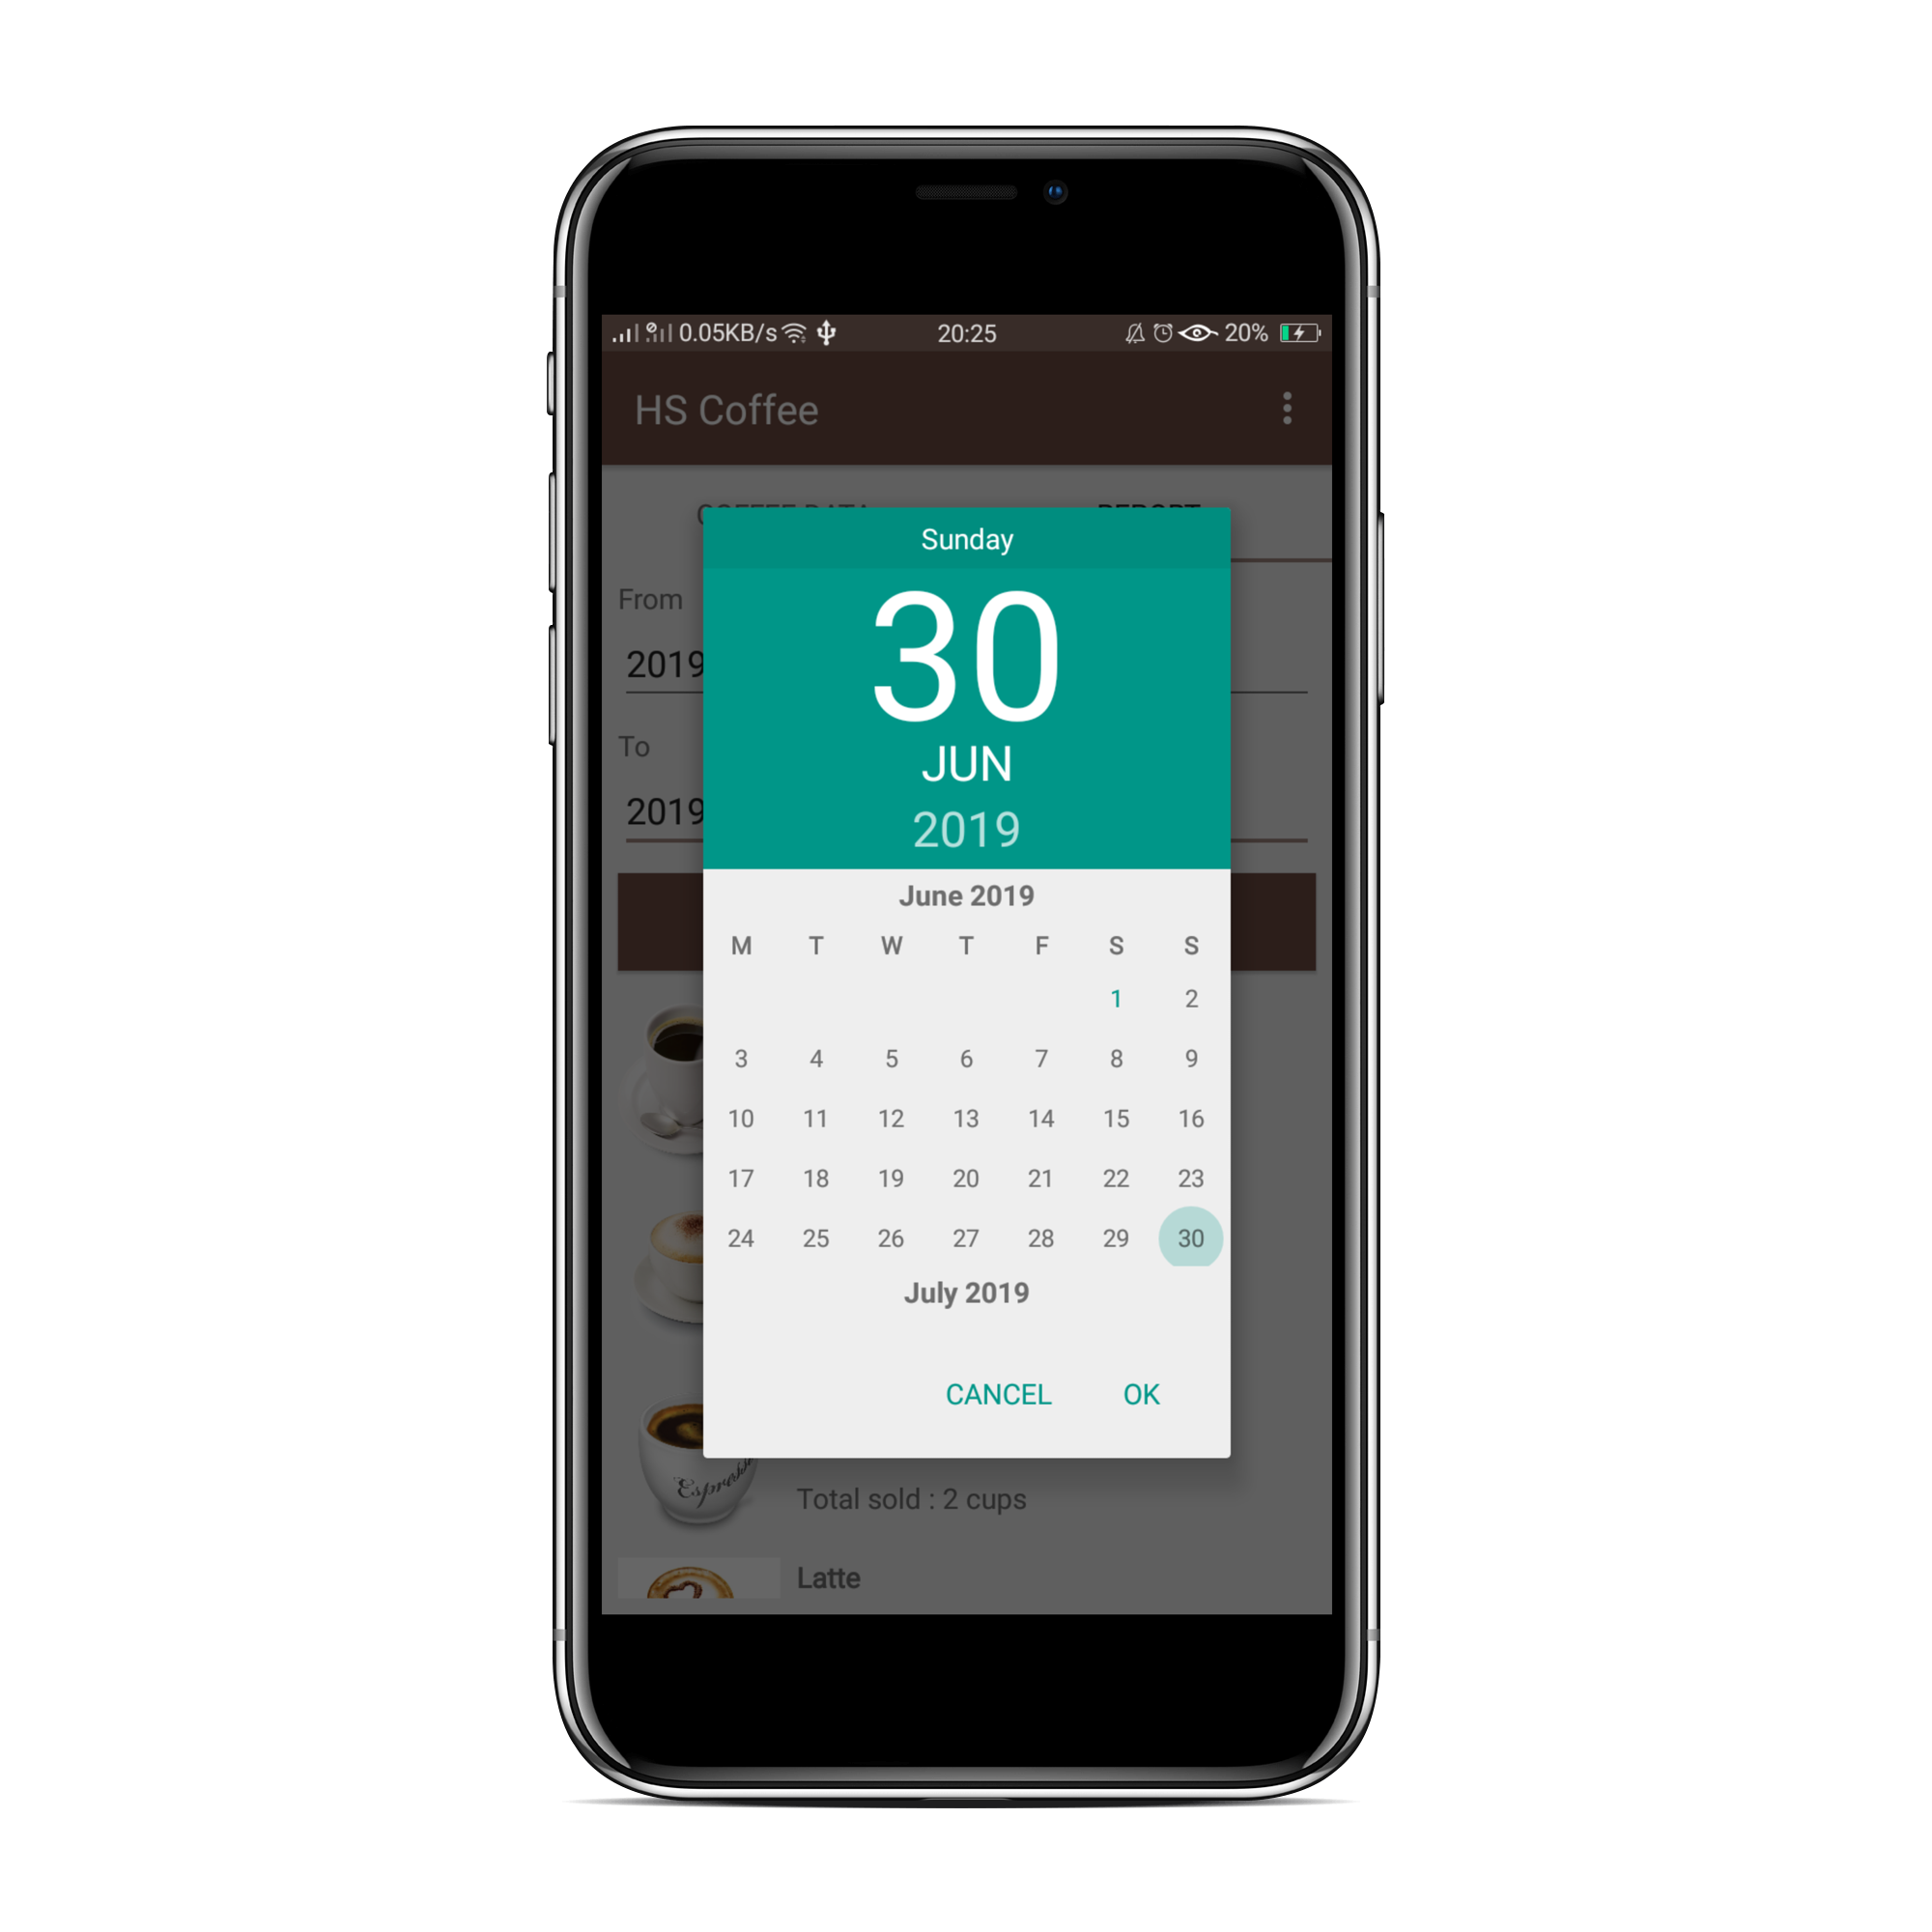 0.05KB/s 20:25 20%
HS Coffee
COFFEE DATA REPORT
Sunday
From
30
2019
JUN
To
2019
2019
June 2019
M T W T F S S
1 2
3 4 5 6 7 8 9
10 11 12 13 14 15 16
17 18 19 20 21 22 23
24 25 26 27 28 29 30
July 2019
CANCEL OK
Espresso
Total sold : 2 cups
Latte